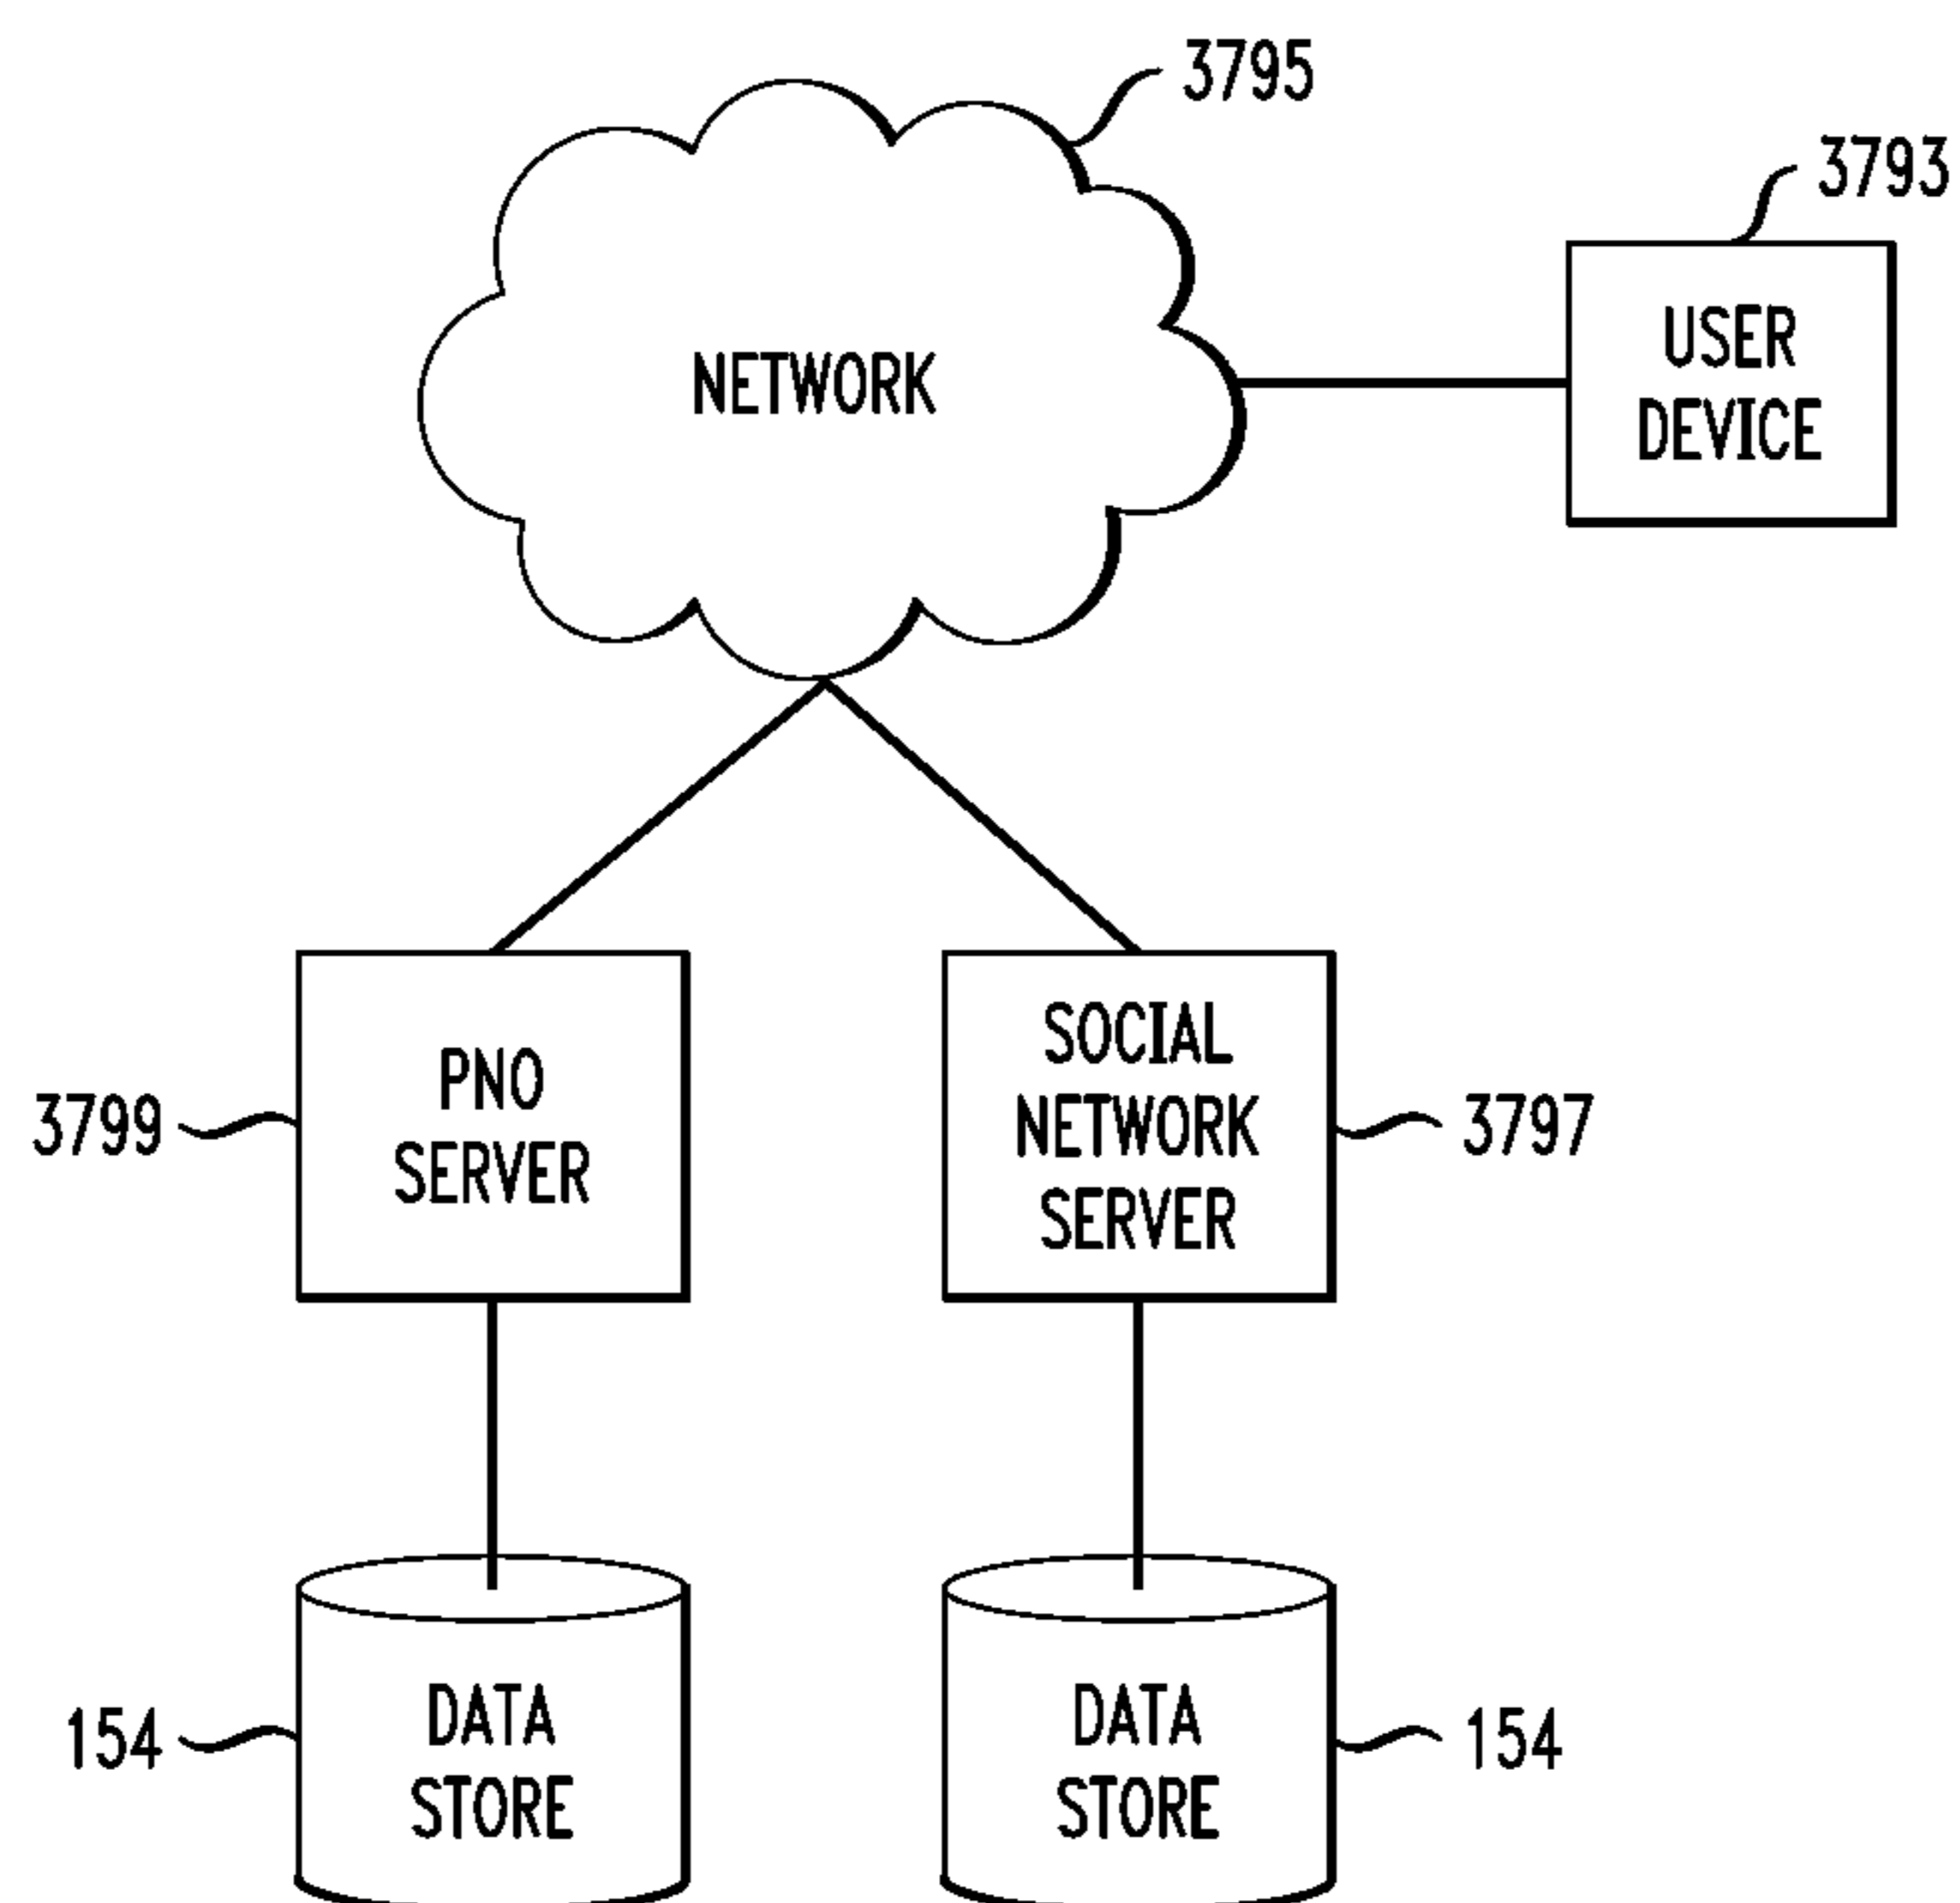 3795
3793
NETWORK
USER
DEVICE
PNO
SERVER
3799
SOCIAL
NETWORK
SERVER
3797
DATA
STORE
154
DATA
STORE
154